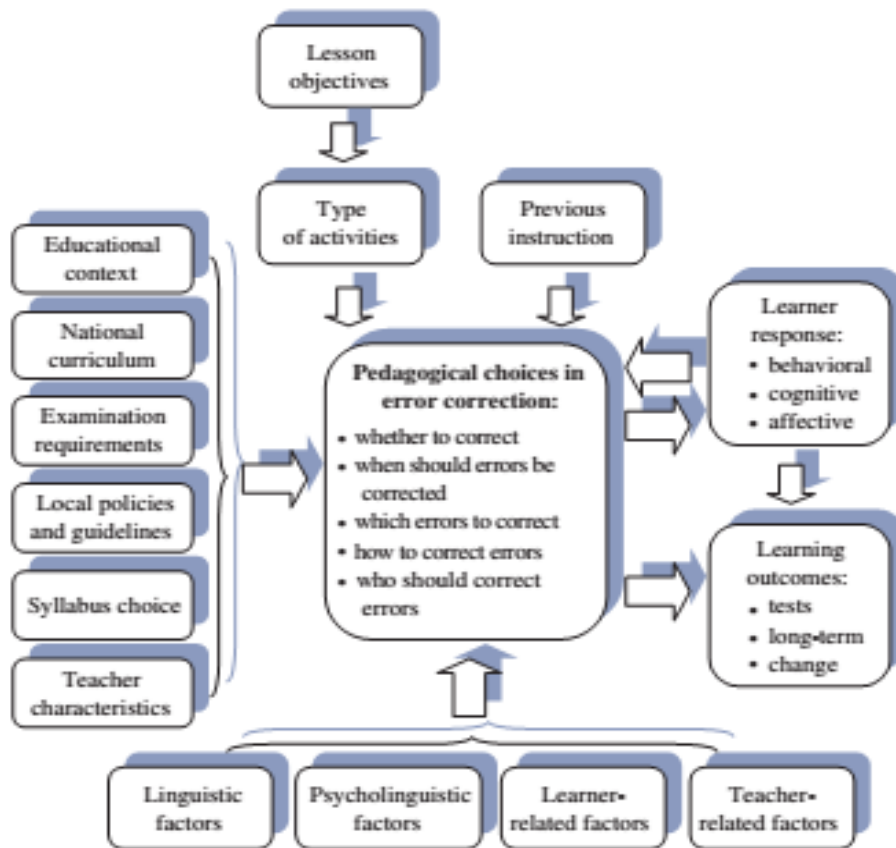 Lesson
objectives
Type
of activities
Previous
instruction
Educational
context
National
curriculum
Examination
requirements
Local policies
and guidelines
Syllabus choice
Teacher
characteristics
Pedagogical choices in
error correction:
• whether to correct
• when should errors be
corrected
• which errors to correct
• how to correct errors
• who should correct
errors
Learner
response:
• behavioral
• cognitive
• affective
Learning
outcomes:
• tests
• long-term
• change
Linguistic
factors
Psycholinguistic
factors
Learner-
related factors
Teacher-
related factors